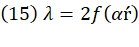 (15) λ = 2f(αŕ)